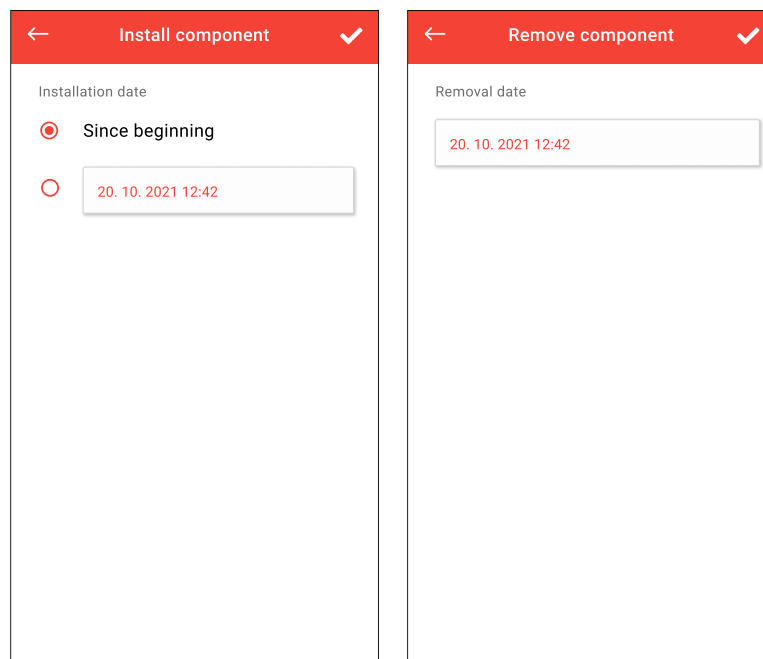 Install component
Installation date
Since beginning
20. 10. 2021 12:42
Remove component
Removal date
20. 10. 2021 12:42